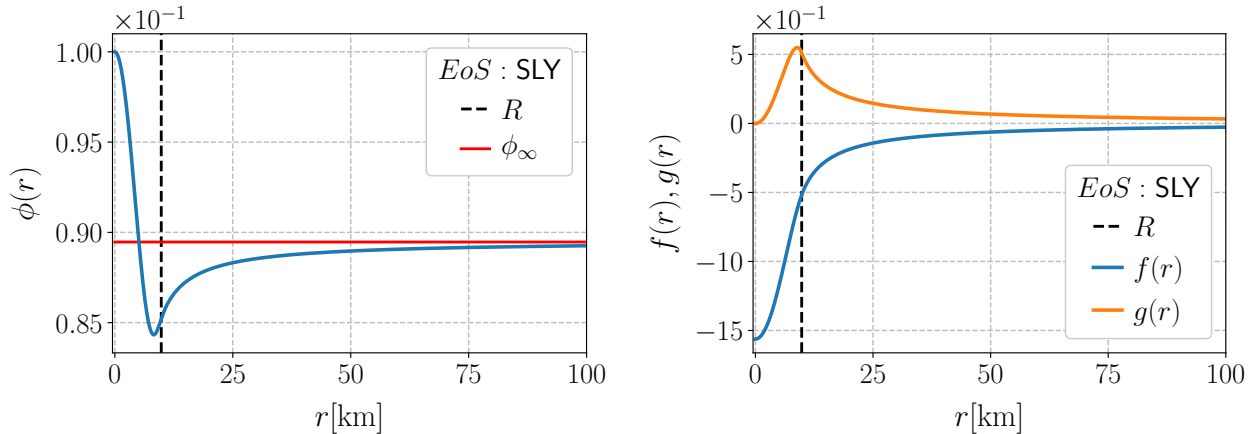 ×10⁻¹
1.00
0.95
0.90
0.85
ϕ(r)
EoS : SLY
R
ϕ∞
0 25 50 75 100
r[km]
×10⁻¹
5
0
−5
−10
−15
f(r), g(r)
EoS : SLY
R
f(r)
g(r)
0 25 50 75 100
r[km]